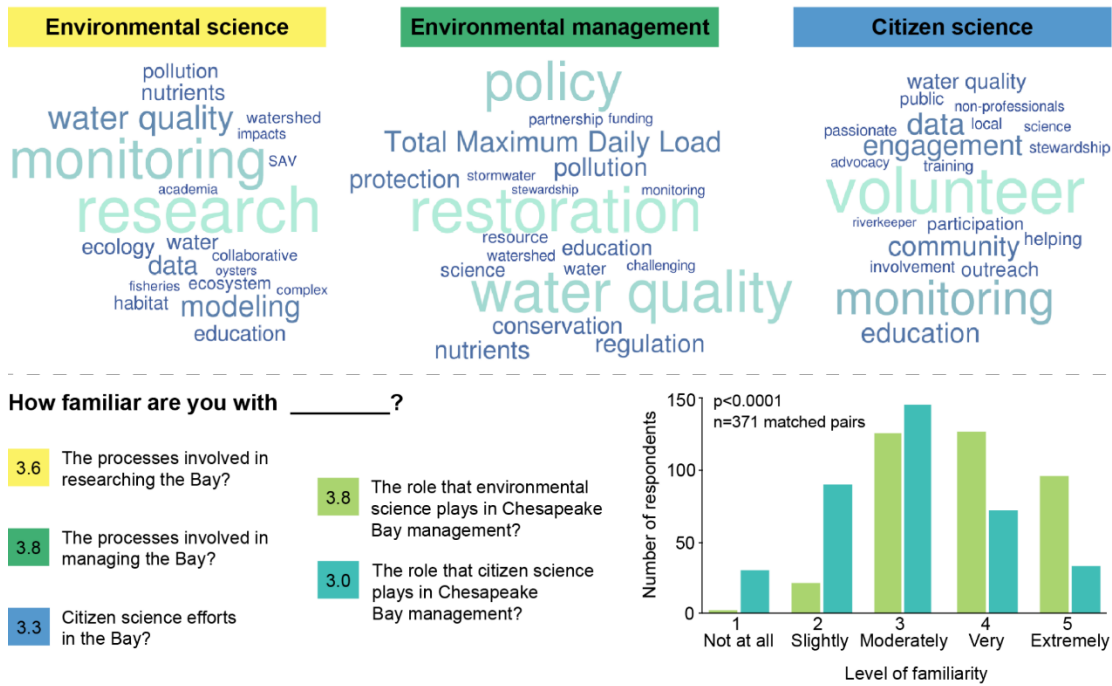 Environmental science
pollution
nutrients
water quality
watershed
impacts
monitoring
SAV
academia
research
ecology
water
collaborative
data
oysters
fisheries
ecosystem
complex
habitat
modeling
education
Environmental management
policy
partnership
funding
Total Maximum Daily Load
pollution
protection
stormwater
stewardship
monitoring
restoration
resource
education
watershed
science
water
challenging
water quality
conservation
nutrients
regulation
Citizen science
water quality
public
non-professionals
passionate
data
local
science
engagement
stewardship
advocacy
training
volunteer
riverkeeper
participation
community
helping
involvement
outreach
monitoring
education
How familiar are you with ________?
3.6
The processes involved in
researching the Bay?
3.8
The processes involved in
managing the Bay?
3.3
Citizen science efforts
in the Bay?
3.8
The role that environmental
science plays in Chesapeake
Bay management?
3.0
The role that citizen science
plays in Chesapeake
Bay management?
p<0.0001
n=371 matched pairs
Number of respondents
150
100
50
0
1
Not at all
2
Slightly
3
Moderately
4
Very
5
Extremely
Level of familiarity